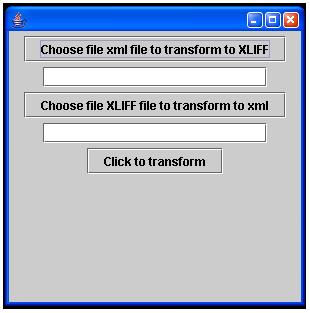 Choose file xml file to transform to XLIFF
Choose file XLIFF file to transform to xml
Click to transform